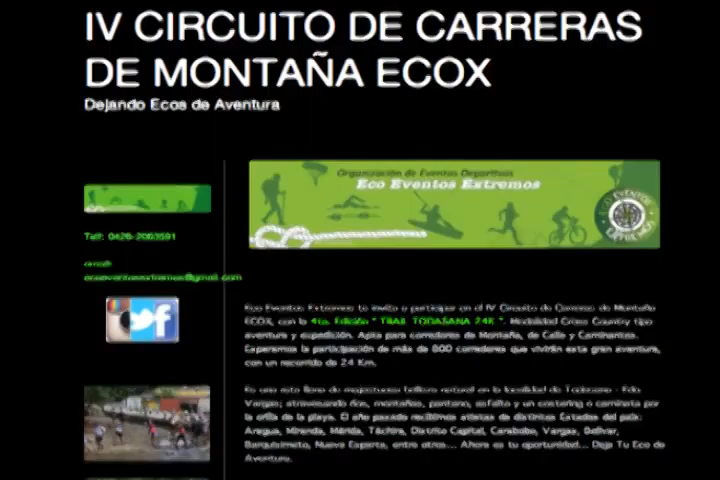 IV CIRCUITO DE CARRERAS
DE MONTAÑA ECOX
Dejando Ecos de Aventura
Organización de Eventos Deportivos
Eco Eventos Extremos
Telf: 0426-2063591
email:
ecoeventosextremos@gmail.com
Eco Eventos Extremos te invita a participar en el IV Circuito de Carreras de Montaña
ECOX, con la 4ta. Edición " TRAIL TODASANA 24K ". Modalidad Cross Country tipo
aventura y expedición. Apta para corredores de Montaña, de Calle y Caminantes.
Esperamos la participación de más de 800 corredores que vivirán esta gran aventura,
con un recorrido de 24 Km.
Es una ruta llena de majestuosa belleza natural en la localidad de Todasana - Edo.
Vargas; atravesando ríos, montañas, pantano, asfalto y un costering o caminata por
la orilla de la playa. El año pasado recibimos atletas de distintos Estados del país:
Aragua, Miranda, Mérida, Táchira, Distrito Capital, Carabobo, Vargas, Bolívar,
Barquisimeto, Nueva Esparta, entre otros... Ahora es tu oportunidad... Deja Tu Eco de
Aventura.